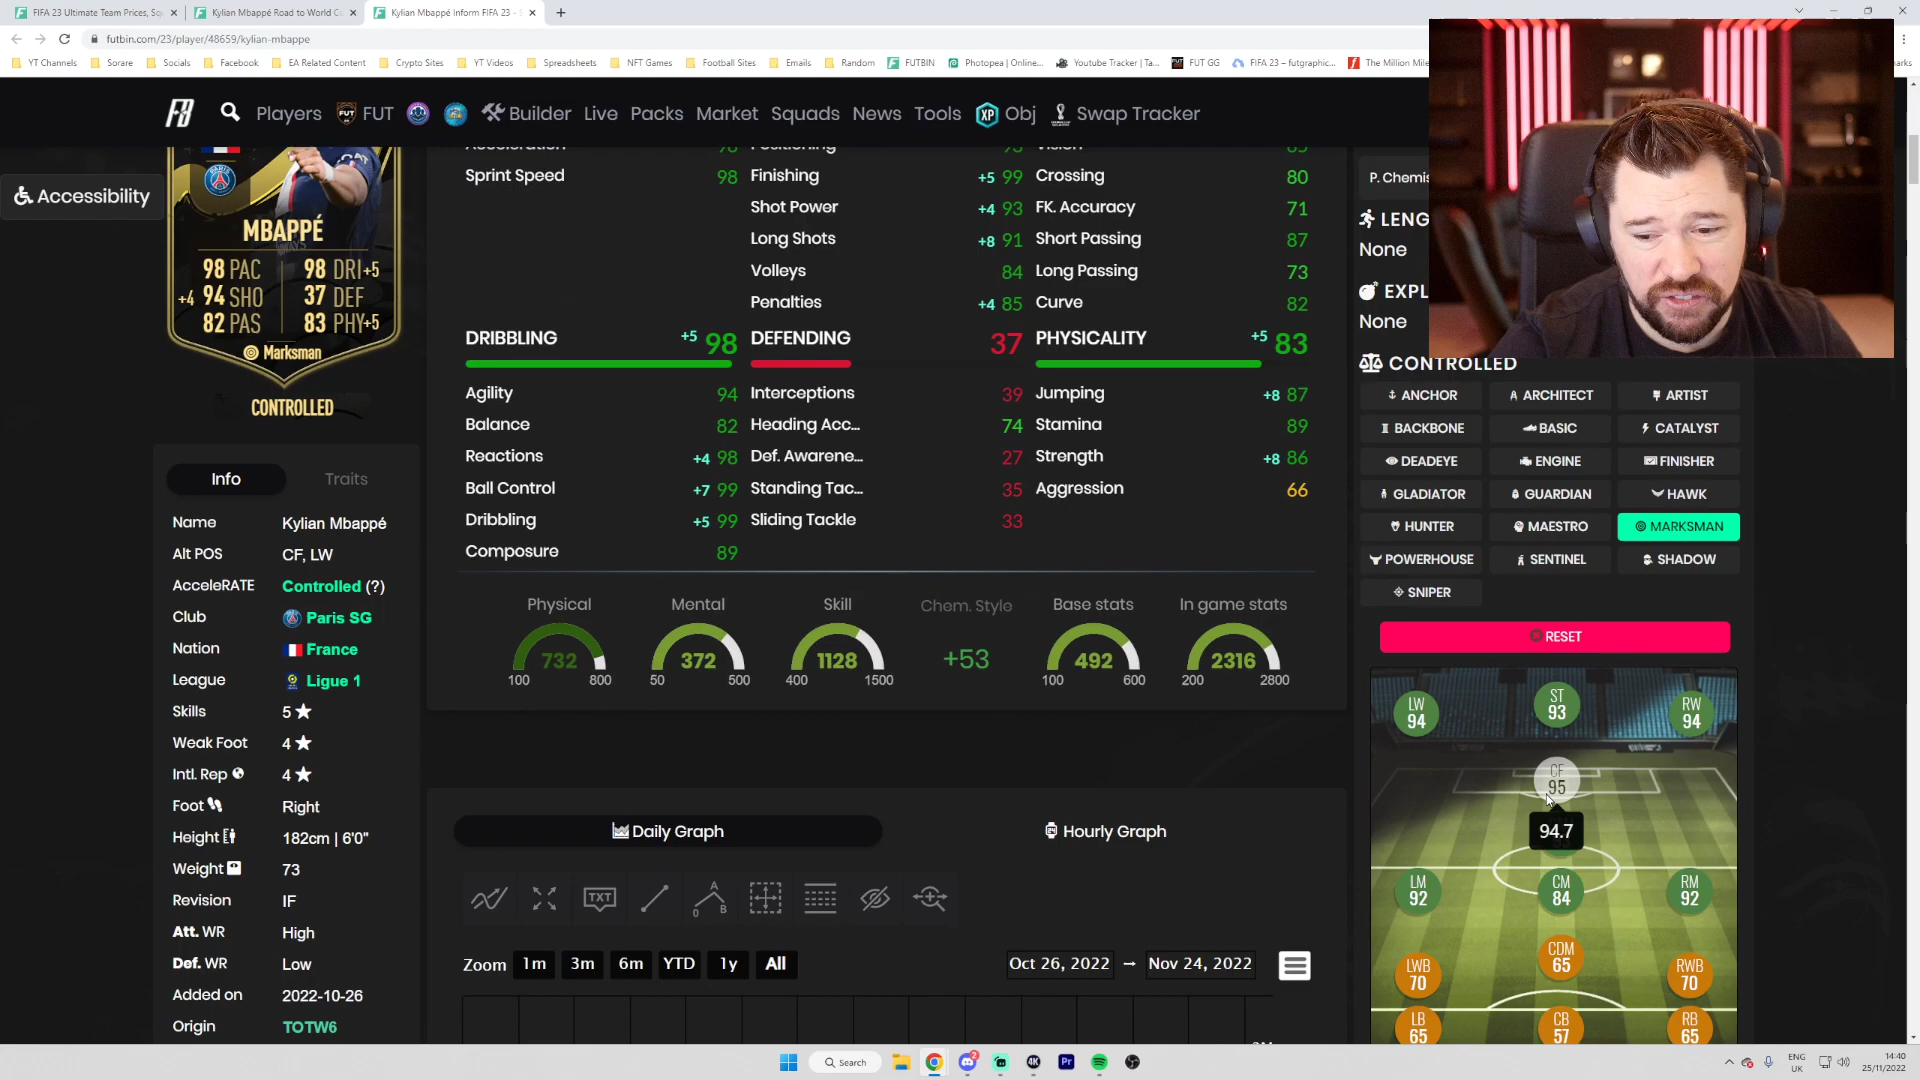 FIFA 23 Ultimate Team Prices, Sq
Kylian Mbappé Road to World Cu
Kylian Mbappé Inform FIFA 23 - S
futbin.com/23/player/48659/kylian-mbappe
YT Channels
Sorare
Socials
Facebook
EA Related Content
Crypto Sites
YT Videos
Spreadsheets
NFT Games
Football Sites
Emails
Random
FUTBIN
Photopea | Online...
Youtube Tracker | Ta...
FUT GG
FIFA 23 – futgraphic...
The Million Mile
Players
FUT
Builder
Live
Packs
Market
Squads
News
Tools
XP Obj
Swap Tracker
Accessibility
MBAPPÉ
98 PAC 98 DRI+5
+4 94 SHO 37 DEF
82 PAS 83 PHY+5
Marksman
CONTROLLED
Acceleration 98 Positioning 93 Vision 85
Sprint Speed 98 Finishing +5 99 Crossing 80
Shot Power +4 93 FK. Accuracy 71
Long Shots +8 91 Short Passing 87
Volleys 84 Long Passing 73
Penalties +4 85 Curve 82
DRIBBLING +5 98 DEFENDING 37 PHYSICALITY +5 83
Agility 94 Interceptions 39 Jumping +8 87
Balance 82 Heading Acc... 74 Stamina 89
Reactions +4 98 Def. Awarene... 27 Strength +8 86
Ball Control +7 99 Standing Tac... 35 Aggression 66
Dribbling +5 99 Sliding Tackle 33
Composure 89
Physical Mental Skill Chem. Style Base stats In game stats
732 372 1128 +53 492 2316
100 800 50 500 400 1500 100 600 200 2800
Info Traits
Name Kylian Mbappé
Alt POS CF, LW
AcceleRATE Controlled (?)
Club Paris SG
Nation France
League Ligue 1
Skills 5
Weak Foot 4
Intl. Rep 4
Foot Right
Height 182cm | 6'0"
Weight 73
Revision IF
Att. WR High
Def. WR Low
Added on 2022-10-26
Origin TOTW6
Daily Graph Hourly Graph
TXT
A
0 B
Zoom 1m 3m 6m YTD 1y All
Oct 26, 2022 → Nov 24, 2022
P. Chemis
LENG
None
EXPL
None
CONTROLLED
ANCHOR ARCHITECT ARTIST
BACKBONE BASIC CATALYST
DEADEYE ENGINE FINISHER
GLADIATOR GUARDIAN HAWK
HUNTER MAESTRO MARKSMAN
POWERHOUSE SENTINEL SHADOW
SNIPER
RESET
LW 94
ST 93
RW 94
CF 95
94.7
LM 92
CM 84
RM 92
CDM 65
LWB 70
RWB 70
LB 65
CB 57
RB 65
Search
ENG
UK
14:40
25/11/2022